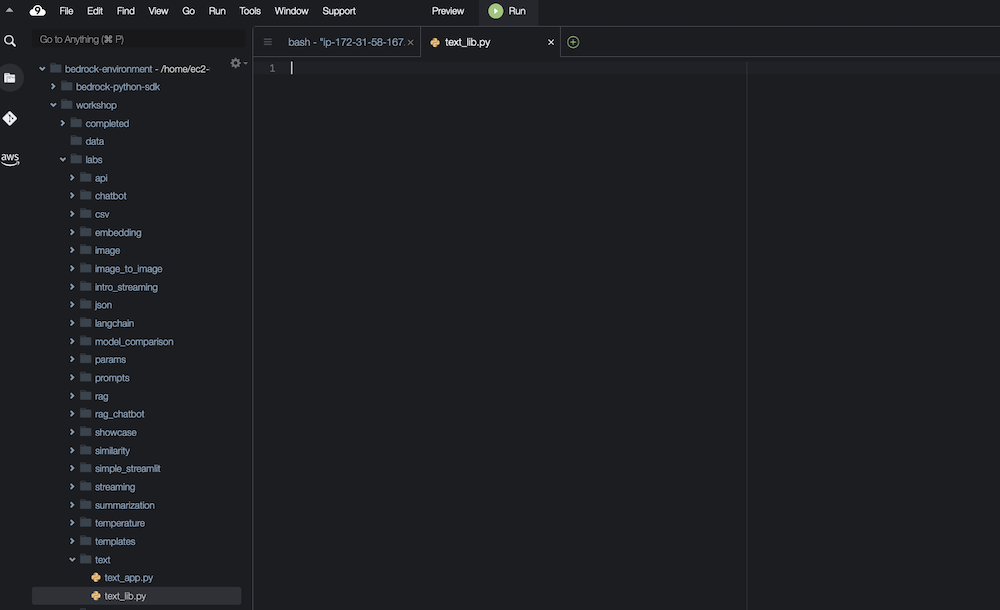 9 File Edit Find View Go Run Tools Window Support Preview Run
Go to Anything (⌘ P)
bash - "ip-172-31-58-167. × text_lib.py ×
1
bedrock-environment - /home/ec2-
bedrock-python-sdk
workshop
completed
data
aws
labs
api
chatbot
csv
embedding
image
image_to_image
intro_streaming
json
langchain
model_comparison
params
prompts
rag
rag_chatbot
showcase
similarity
simple_streamlit
streaming
summarization
temperature
templates
text
text_app.py
text_lib.py